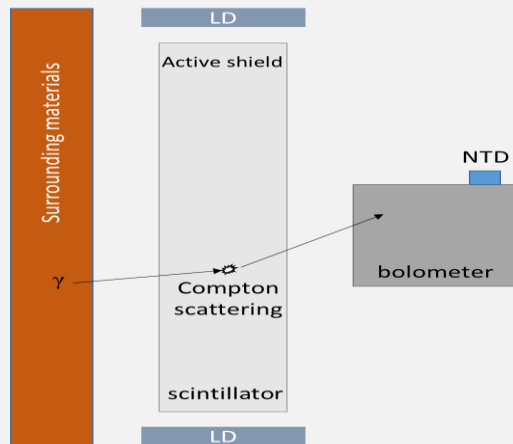 LD
Active shield
Surrounding materials
NTD
bolometer
γ
Compton
scattering
scintillator
LD